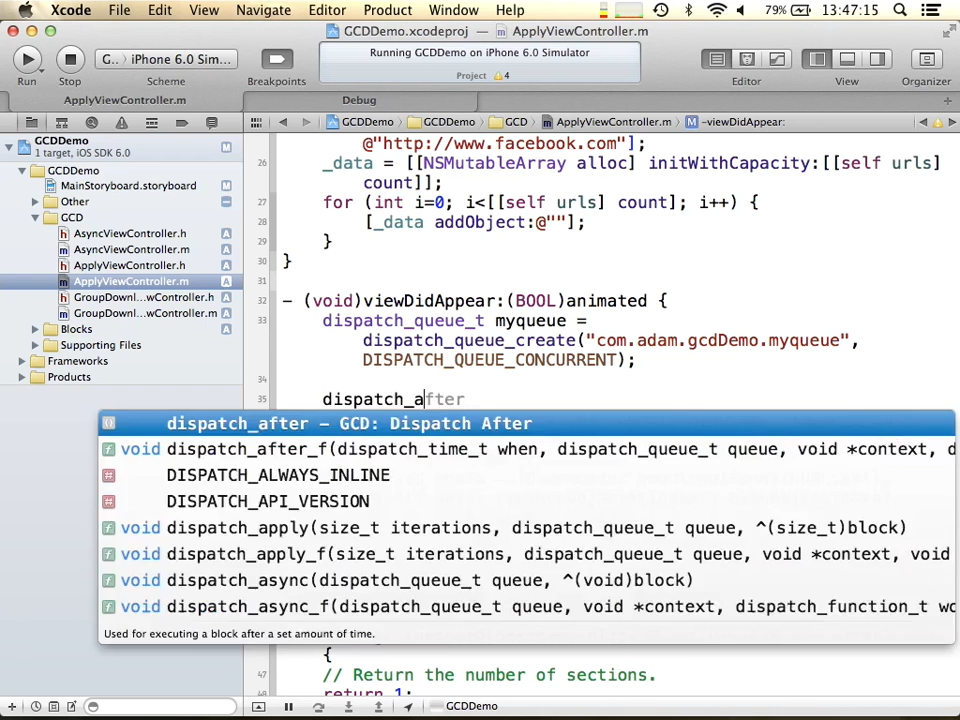 Xcode File Edit View Navigate Editor Product Window Help 79% 13:47:15
GCDDemo.xcodeproj — ApplyViewController.m
Run Stop G..〉iPhone 6.0 Sim... Scheme Breakpoints Running GCDDemo on iPhone 6.0 Simulator Project 4 Editor View Organizer
ApplyViewController.m Debug
GCDDemo GCDDemo GCD ApplyViewController.m M -viewDidAppear:
GCDDemo M
1 target, iOS SDK 6.0
GCDDemo
MainStoryboard.storyboard M
Other
GCD
h AsyncViewController.h A
m AsyncViewController.m A
h ApplyViewController.h A
m ApplyViewController.m A
h GroupDownl...wController.h A
m GroupDownl...wController.m A
Blocks A
Supporting Files
Frameworks
Products
@"http://www.facebook.com"];
26 _data = [[NSMutableArray alloc] initWithCapacity:[[self urls]
count]];
27 for (int i=0; i<[[self urls] count]; i++) {
28 [_data addObject:@""];
29 }
30 }
31
32 - (void)viewDidAppear:(BOOL)animated {
33 dispatch_queue_t myqueue =
dispatch_queue_create("com.adam.gcdDemo.myqueue",
DISPATCH_QUEUE_CONCURRENT);
34
35 dispatch_after
{} dispatch_after – GCD: Dispatch After
f void dispatch_after_f(dispatch_time_t when, dispatch_queue_t queue, void *context, d
# DISPATCH_ALWAYS_INLINE
# DISPATCH_API_VERSION
f void dispatch_apply(size_t iterations, dispatch_queue_t queue, ^(size_t)block)
f void dispatch_apply_f(size_t iterations, dispatch_queue_t queue, void *context, void
f void dispatch_async(dispatch_queue_t queue, ^(void)block)
f void dispatch_async_f(dispatch_queue_t queue, void *context, dispatch_function_t wo
Used for executing a block after a set amount of time.
{
47 // Return the number of sections.
return 1;
GCDDemo